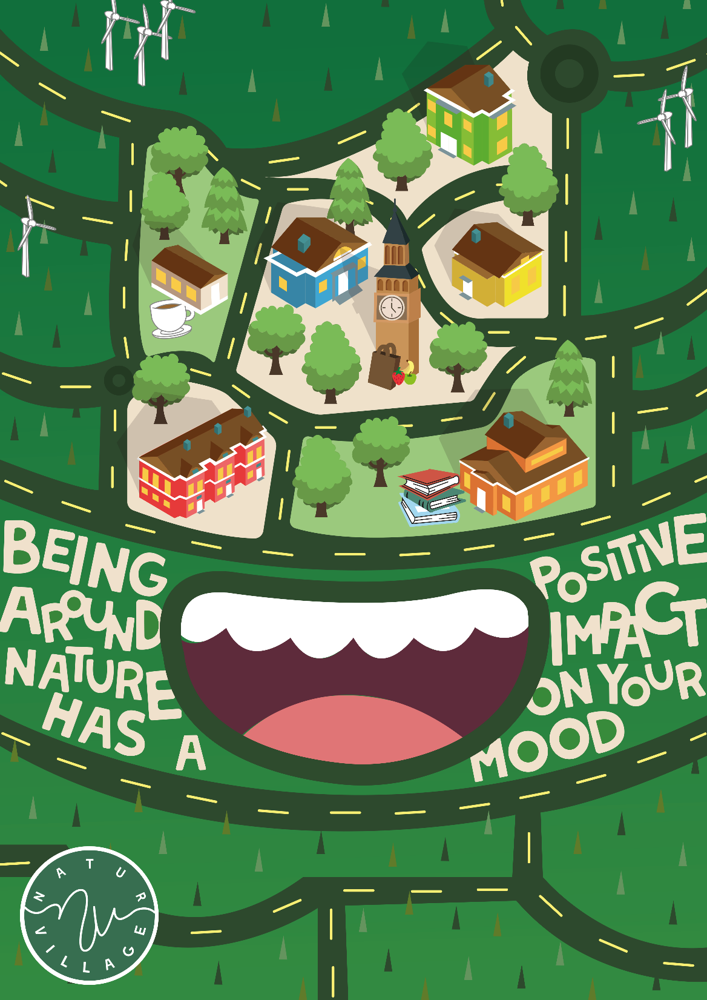 BEING
AROUND
NATURE
HAS A
POSITIVE
IMPACT
ON YOUR
MOOD
NATUR
VILLAGE